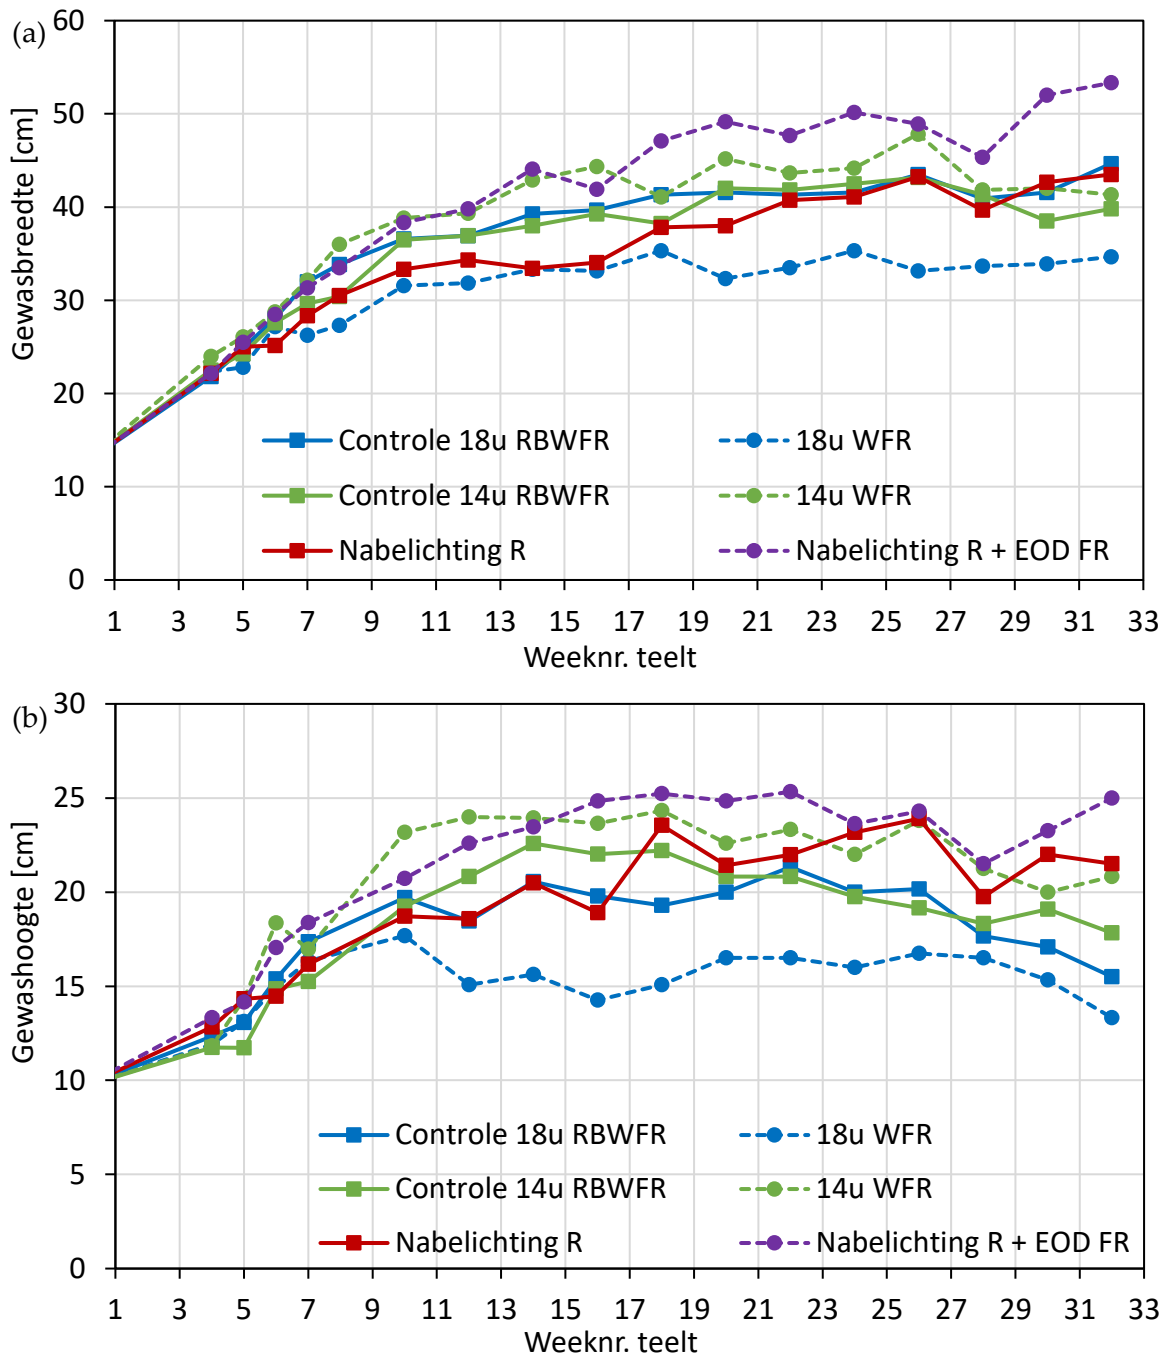 (a)
Gewasbreedte [cm]
60
50
40
30
20
10
0
Controle 18u RBWFR 18u WFR
Controle 14u RBWFR 14u WFR
Nabelichting R Nabelichting R + EOD FR
1 3 5 7 9 11 13 15 17 19 21 23 25 27 29 31 33
Weeknr. teelt
(b)
Gewashoogte [cm]
30
25
20
15
10
5
0
Controle 18u RBWFR 18u WFR
Controle 14u RBWFR 14u WFR
Nabelichting R Nabelichting R + EOD FR
1 3 5 7 9 11 13 15 17 19 21 23 25 27 29 31 33
Weeknr. teelt